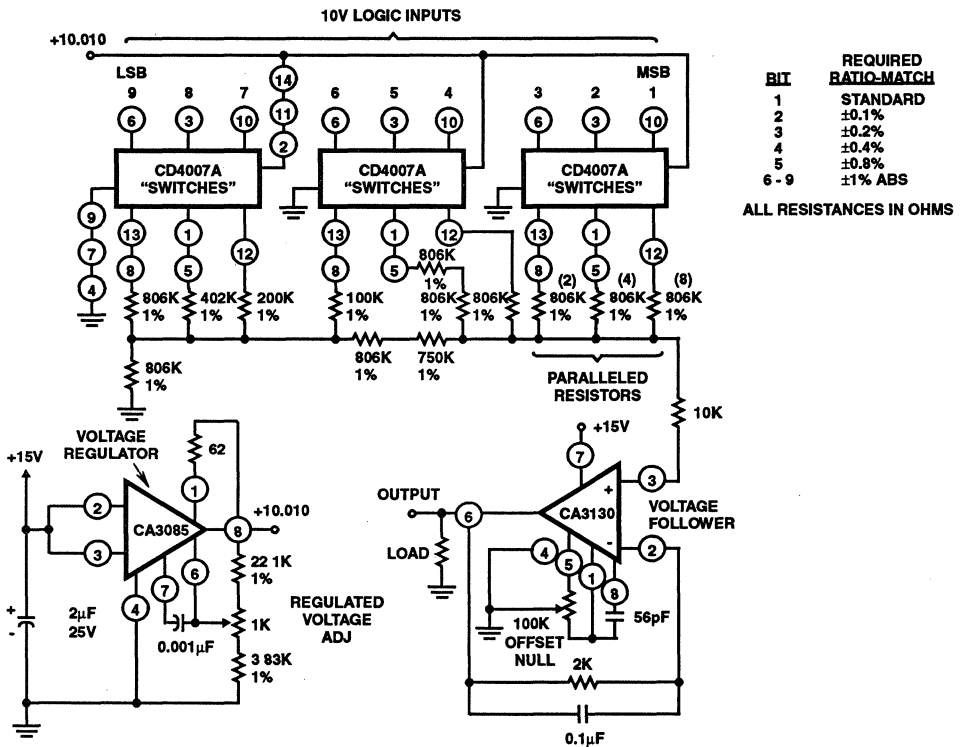 10V LOGIC INPUTS
+10.010
LSB
MSB
9 8 7 6 5 4 3 2 1
14
11
2
6 3 10 6 3 10 6 3 10
CD4007A "SWITCHES"
CD4007A "SWITCHES"
CD4007A "SWITCHES"
REQUIRED
BIT RATIO-MATCH
1 STANDARD
2 ±0.1%
3 ±0.2%
4 ±0.4%
5 ±0.8%
6 - 9 ±1% ABS
ALL RESISTANCES IN OHMS
9
7
4
13 1 12 13 1 12 13 1 12
8 5 8 5 8 5
806K 1%
(2) (4) (8)
806K 1%
402K 1%
200K 1%
100K 1%
806K 1%
806K 1%
806K 1%
806K 1%
806K 1%
806K 1%
806K 1%
750K 1%
PARALLELED
RESISTORS
10K
VOLTAGE
REGULATOR
+15V
62
1
2
3
CA3085
8
+10.010
7
6
4
22 1K
1%
1K
3 83K
1%
REGULATED
VOLTAGE
ADJ
0.001µF
+
-
2µF
25V
+15V
7
OUTPUT
6
LOAD
CA3130
+
-
3
2
VOLTAGE
FOLLOWER
4
5
1
8
100K
OFFSET
NULL
56pF
2K
0.1µF